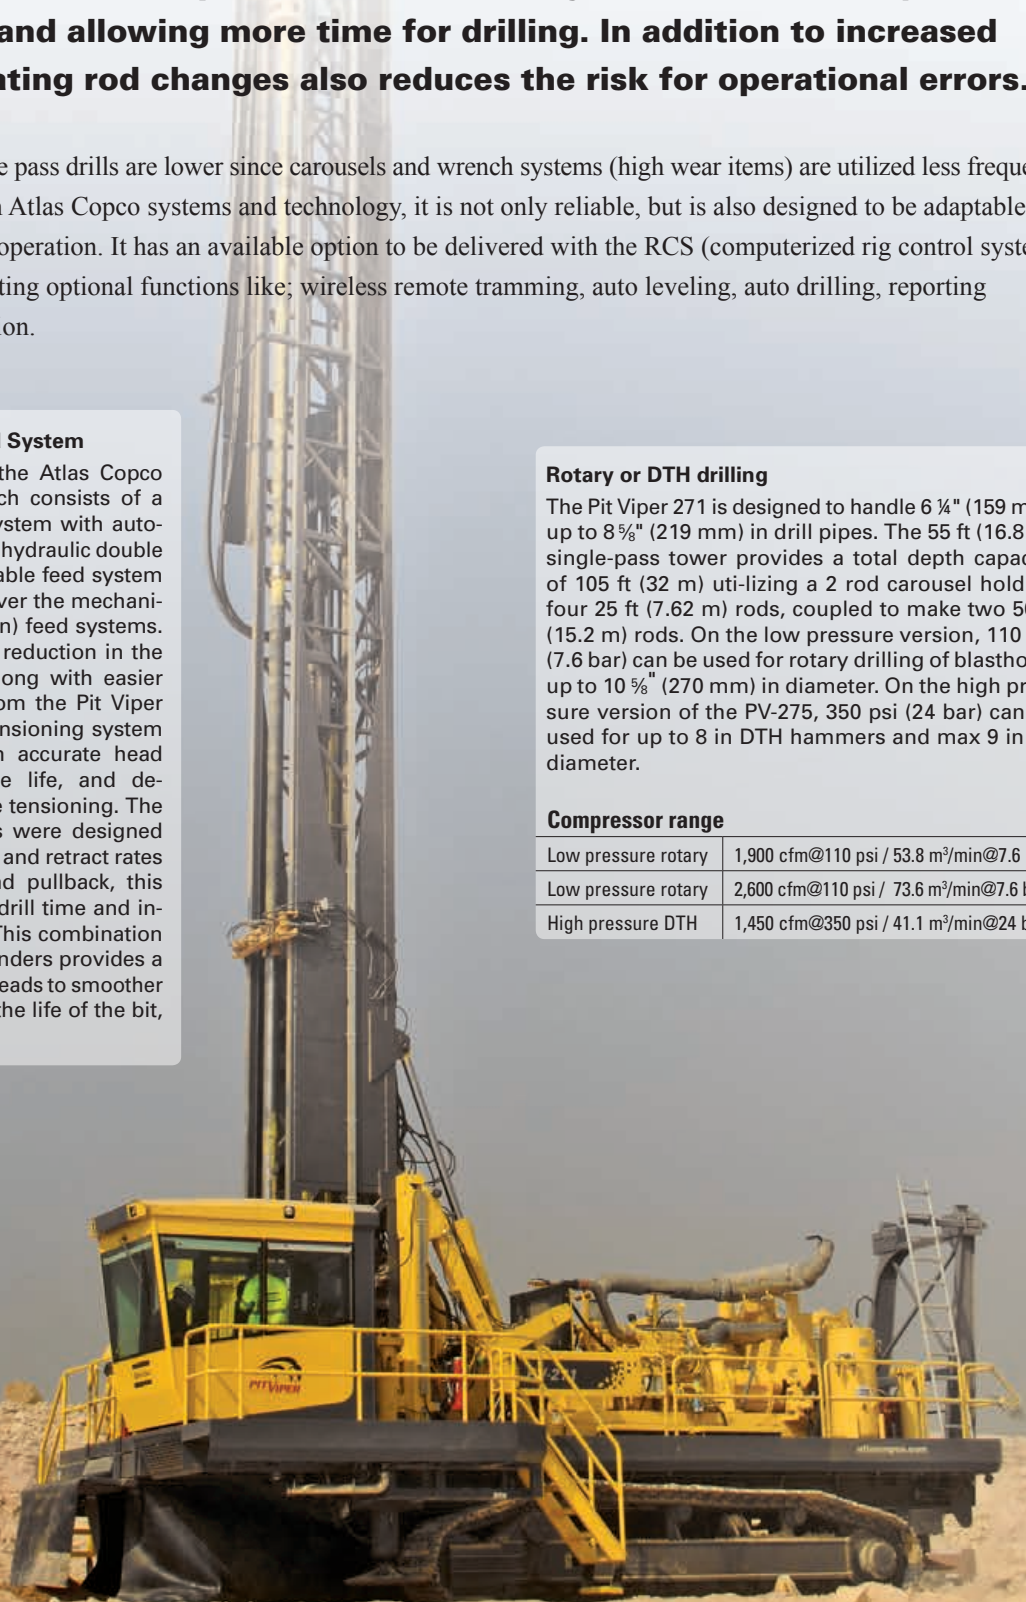 and allowing more time for drilling. In addition to increased
ating rod changes also reduces the risk for operational errors.
e pass drills are lower since carousels and wrench systems (high wear items) are utilized less freque
Atlas Copco systems and technology, it is not only reliable, but is also designed to be adaptable
operation. It has an available option to be delivered with the RCS (computerized rig control syste
ting optional functions like; wireless remote tramming, auto leveling, auto drilling, reporting
ion.
System
the Atlas Copco
ch consists of a
ystem with auto-
hydraulic double
able feed system
ver the mechani-
n) feed systems.
reduction in the
ong with easier
om the Pit Viper
nsioning system
n accurate head
e life, and de-
e tensioning. The
s were designed
and retract rates
nd pullback, this
drill time and in-
This combination
nders provides a
eads to smoother
the life of the bit,
Rotary or DTH drilling
The Pit Viper 271 is designed to handle 6 ¼" (159 m
up to 8 ⅝" (219 mm) in drill pipes. The 55 ft (16.8
single-pass tower provides a total depth capac
of 105 ft (32 m) uti-lizing a 2 rod carousel hold
four 25 ft (7.62 m) rods, coupled to make two 50
(15.2 m) rods. On the low pressure version, 110
(7.6 bar) can be used for rotary drilling of blastho
up to 10 ⅝" (270 mm) in diameter. On the high pr
sure version of the PV-275, 350 psi (24 bar) can
used for up to 8 in DTH hammers and max 9 in
diameter.
Compressor range
Low pressure rotary 1,900 cfm@110 psi / 53.8 m³/min@7.6
Low pressure rotary 2,600 cfm@110 psi / 73.6 m³/min@7.6 b
High pressure DTH 1,450 cfm@350 psi / 41.1 m³/min@24 b
PIT VIPER
atlascopco.com